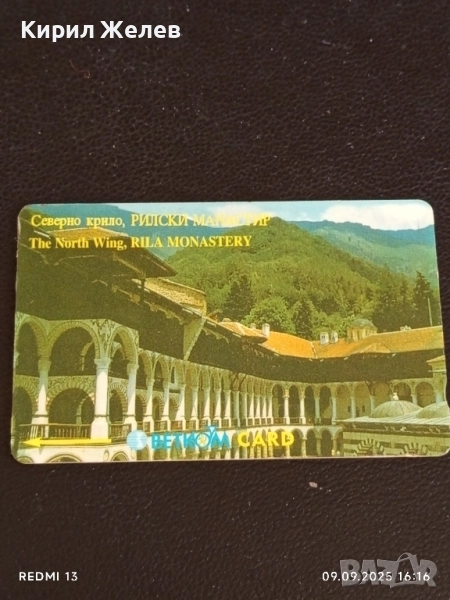 Кирил Желев
Северно крило, РИЛСКИ МАНАСТИР
The North Wing, RILA MONASTERY
BETKOM CARD
REDMI 13
09.09.2025 16:16
BAZAR